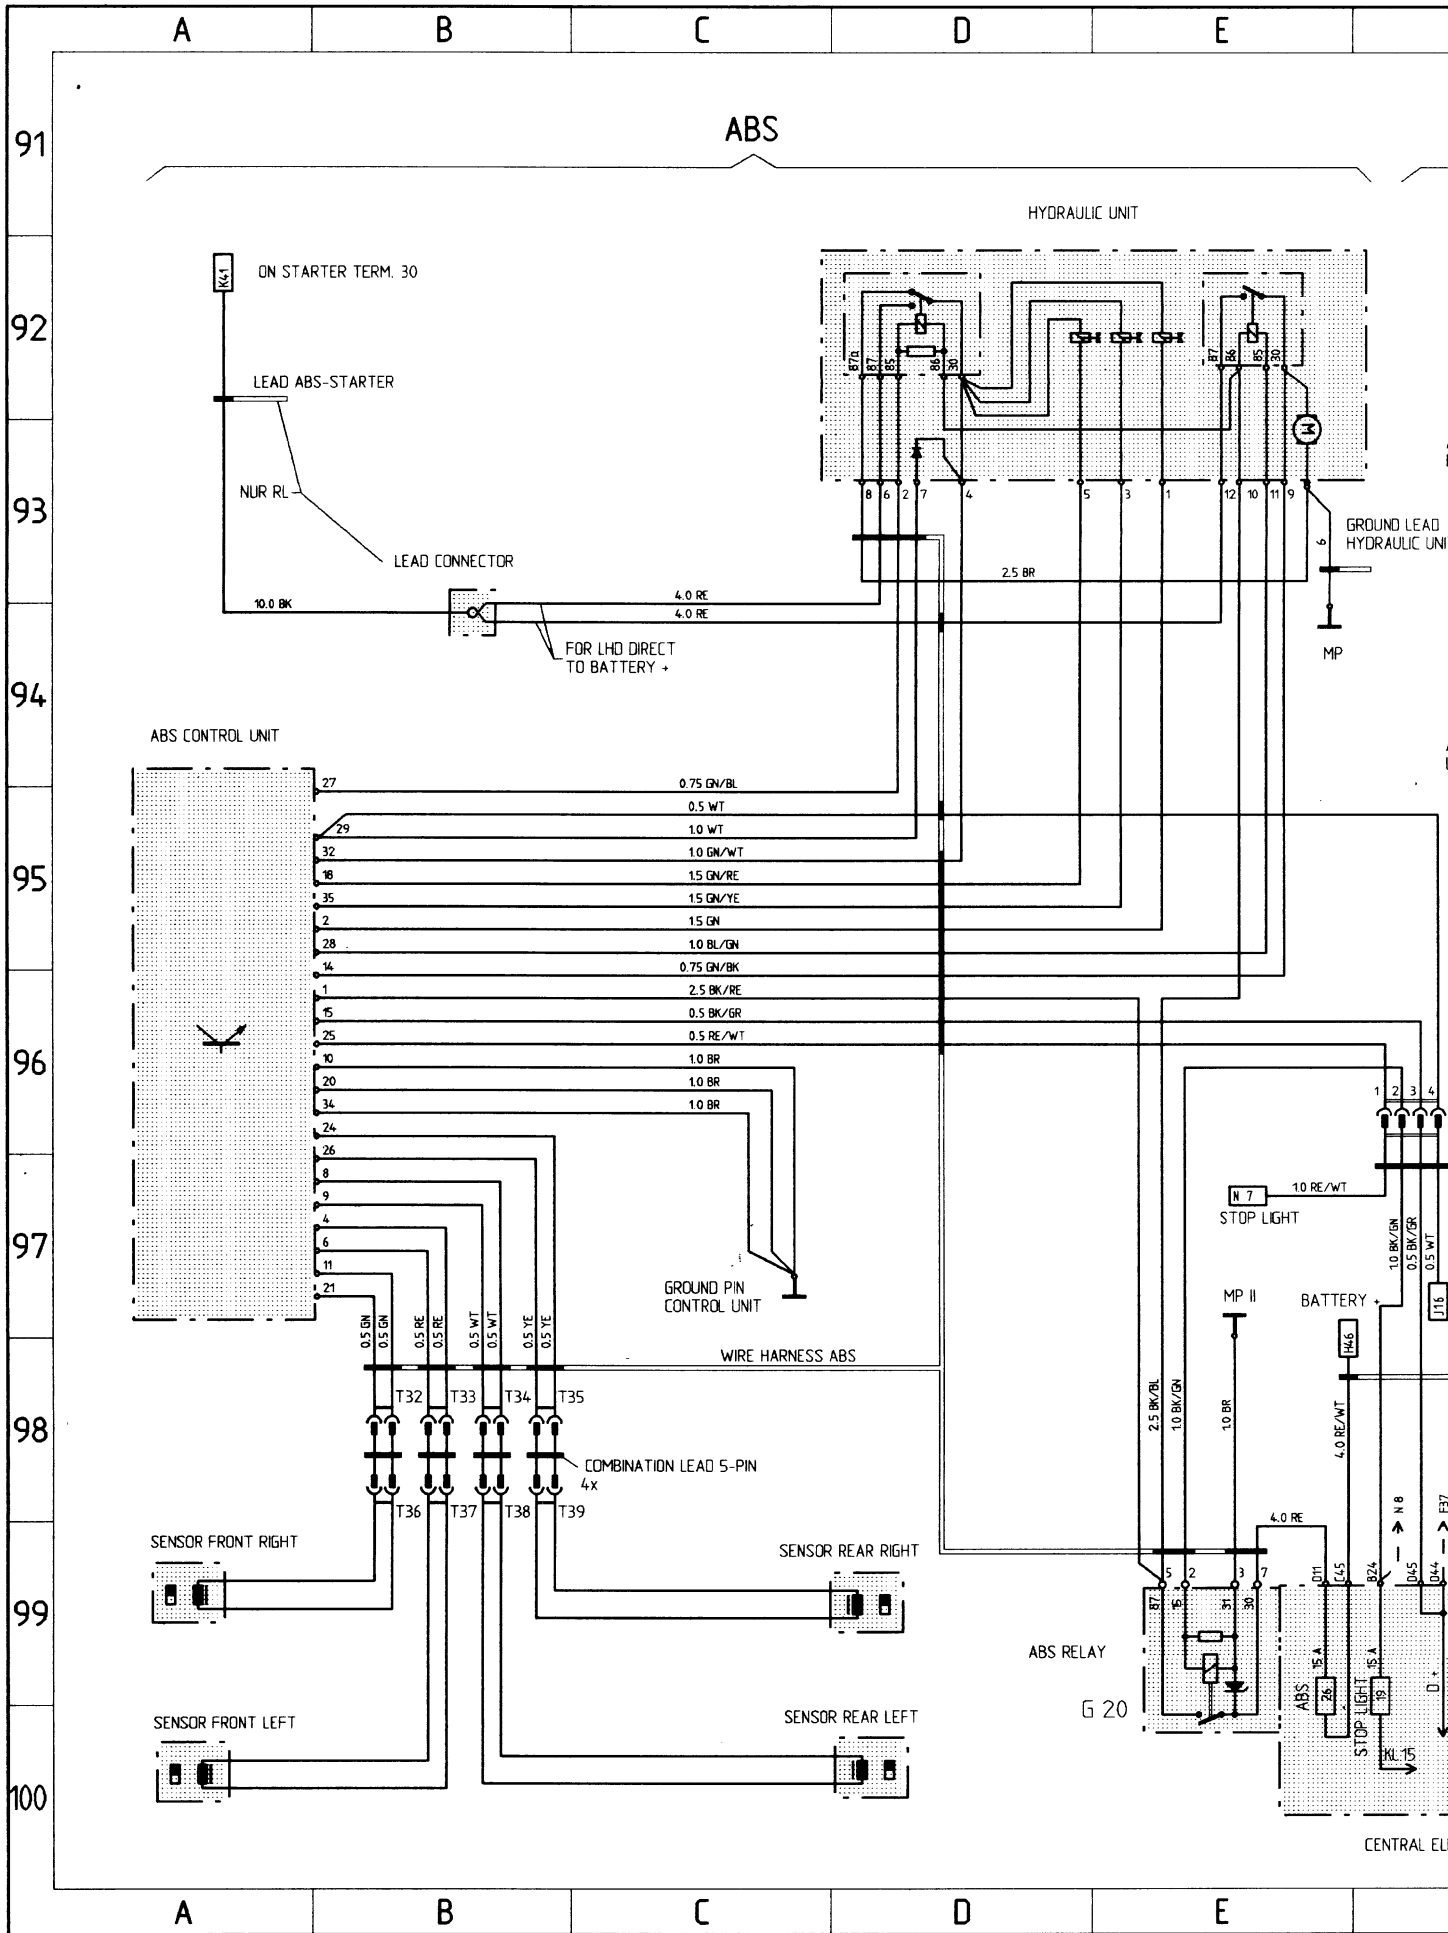 A B C D E
91
ABS
HYDRAULIC UNIT
K41
ON STARTER TERM. 30
92
87a 87 85 86 30
87 86 85 30
LEAD ABS-STARTER
M
NUR RL
8 6 2 7 4 5 3 1 12 10 11 9
93
GROUND LEAD
HYDRAULIC UNI
6
LEAD CONNECTOR
2.5 BR
10.0 BK
4.0 RE
4.0 RE
FOR LHD DIRECT
TO BATTERY +
MP
94
ABS CONTROL UNIT
27 0.75 GN/BL
0.5 WT
29 1.0 WT
32 1.0 GN/WT
95
18 1.5 GN/RE
35 1.5 GN/YE
2 1.5 GN
28 1.0 BL/GN
14 0.75 GN/BK
1 2.5 BK/RE
15 0.5 BK/GR
25 0.5 RE/WT
96
10 1.0 BR
20 1.0 BR
34 1.0 BR
1 2 3 4
24
26
8
9
4
6
11
21
N 7
1.0 RE/WT
STOP LIGHT
97
1.0 BK/GN
0.5 BK/GR
0.5 WT
GROUND PIN
CONTROL UNIT
MP II
BATTERY +
J16
H46
0.5 GN
0.5 GN
0.5 RE
0.5 RE
0.5 WT
0.5 WT
0.5 YE
0.5 YE
WIRE HARNESS ABS
T32 T33 T34 T35
98
2.5 BK/BL
1.0 BK/GN
1.0 BR
4.0 RE/WT
COMBINATION LEAD 5-PIN
4x
T36 T37 T38 T39
N 8
F37
4.0 RE
SENSOR FRONT RIGHT
SENSOR REAR RIGHT
5 2 3 7
D11 E45 B24 D45 D44
99
87 15 31 30
ABS RELAY
15 A
15 A
G 20
ABS
26
STOP LIGHT
19
D +
SENSOR FRONT LEFT
SENSOR REAR LEFT
KL.15
100
CENTRAL ELE
A B C D E